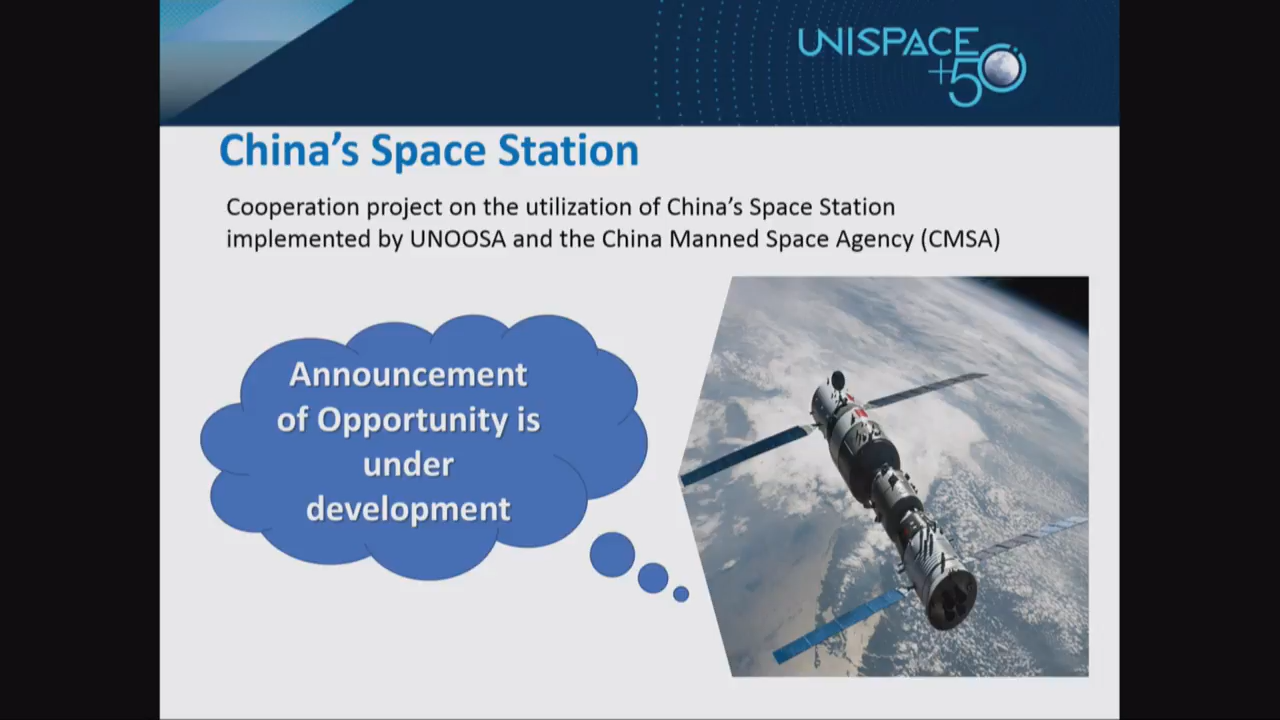 UNISPACE
+50
China’s Space Station
Cooperation project on the utilization of China’s Space Station
implemented by UNOOSA and the China Manned Space Agency (CMSA)
Announcement
of Opportunity is
under
development